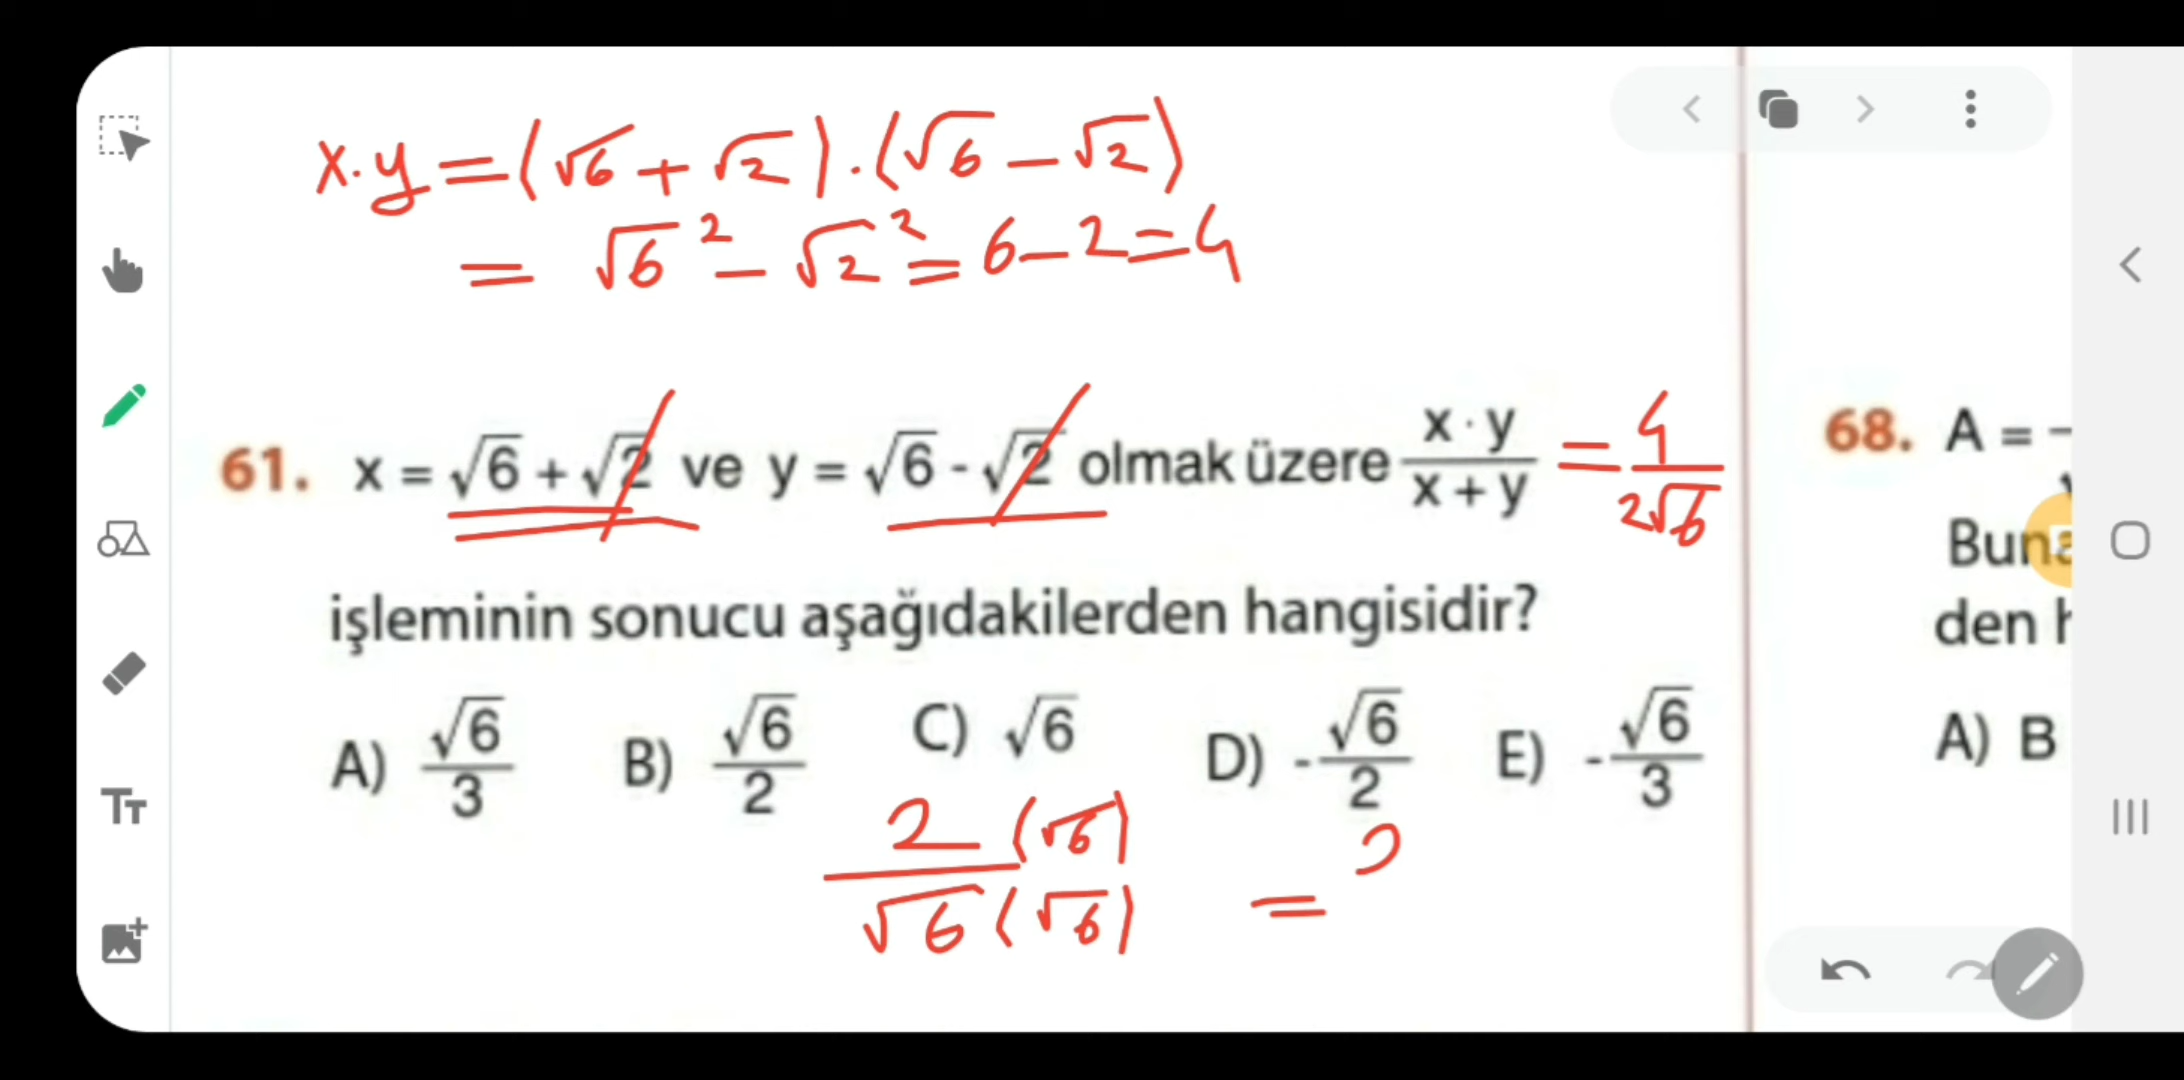 x.y = (√6 + √2).(√6 − √2)
= √6² − √2² = 6 − 2 = 4
61. x = √6 + √2 ve y = √6 - √2 olmak üzere (x · y)/(x + y) = 4/(2√6)
işleminin sonucu aşağıdakilerden hangisidir?
A) √6/3 B) √6/2 C) √6 D) -√6/2 E) -√6/3
2 (√6) / √6 (√6) =
68. A =
den
A) B
Tт